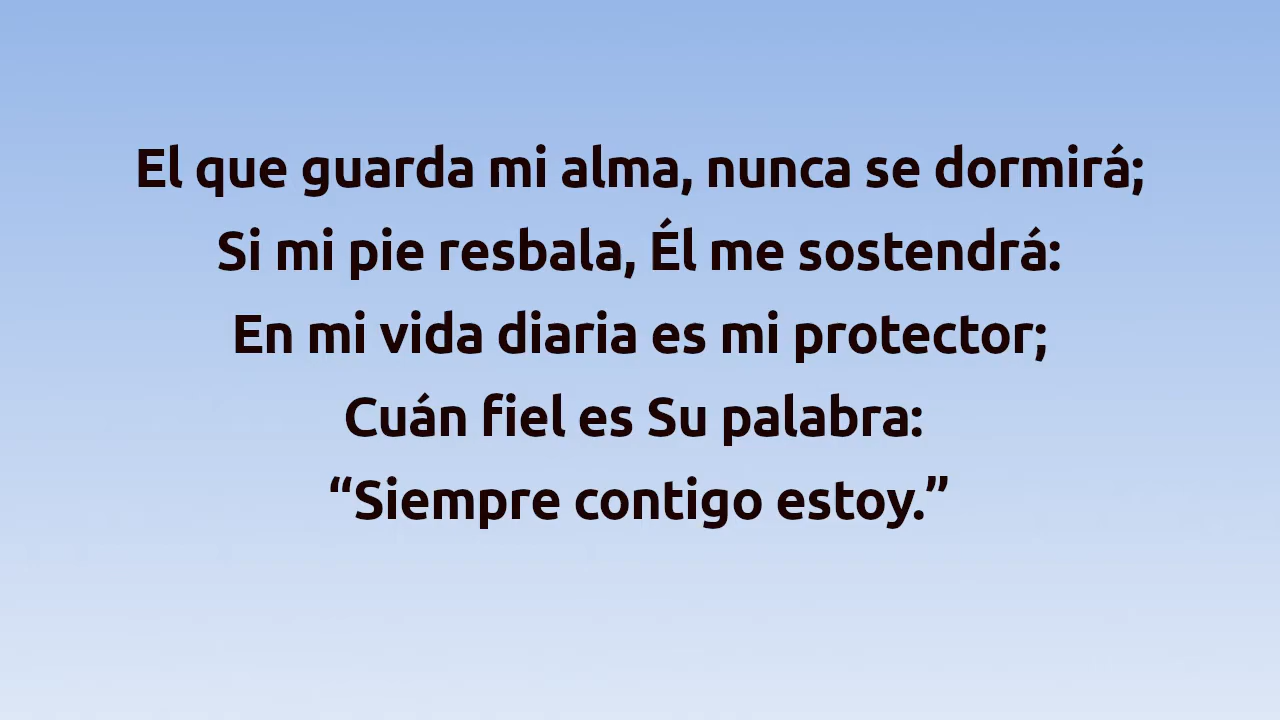 El que guarda mi alma, nunca se dormirá;
Si mi pie resbala, Él me sostendrá:
En mi vida diaria es mi protector;
Cuán fiel es Su palabra:
“Siempre contigo estoy.”